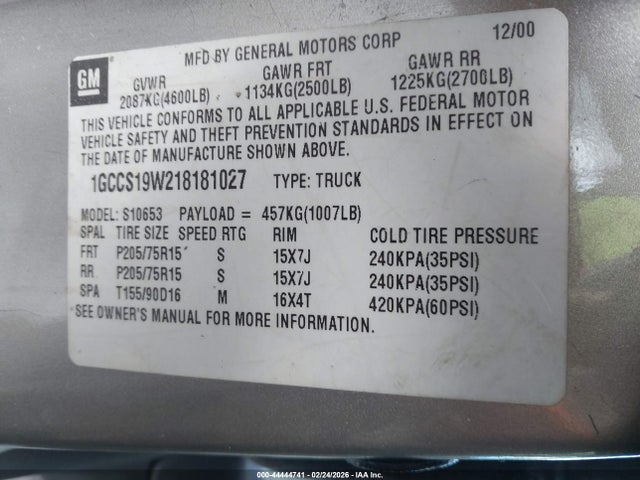 GM
MFD BY GENERAL MOTORS CORP 12/00
GVWR GAWR FRT GAWR RR
2087KG(4600LB) 1134KG(2500LB) 1225KG(2700LB)
THIS VEHICLE CONFORMS TO ALL APPLICABLE U.S. FEDERAL MOTOR
VEHICLE SAFETY AND THEFT PREVENTION STANDARDS IN EFFECT ON
THE DATE OF MANUFACTURE SHOWN ABOVE.
1GCCS19W218181027 TYPE: TRUCK
MODEL: S10653 PAYLOAD = 457KG(1007LB)
SPAL TIRE SIZE SPEED RTG RIM COLD TIRE PRESSURE
FRT P205/75R15 S 15X7J 240KPA(35PSI)
RR P205/75R15 S 15X7J 240KPA(35PSI)
SPA T155/90D16 M 16X4T 420KPA(60PSI)
SEE OWNER'S MANUAL FOR MORE INFORMATION.
000-44444741 - 02/24/2026 - IAA Inc.